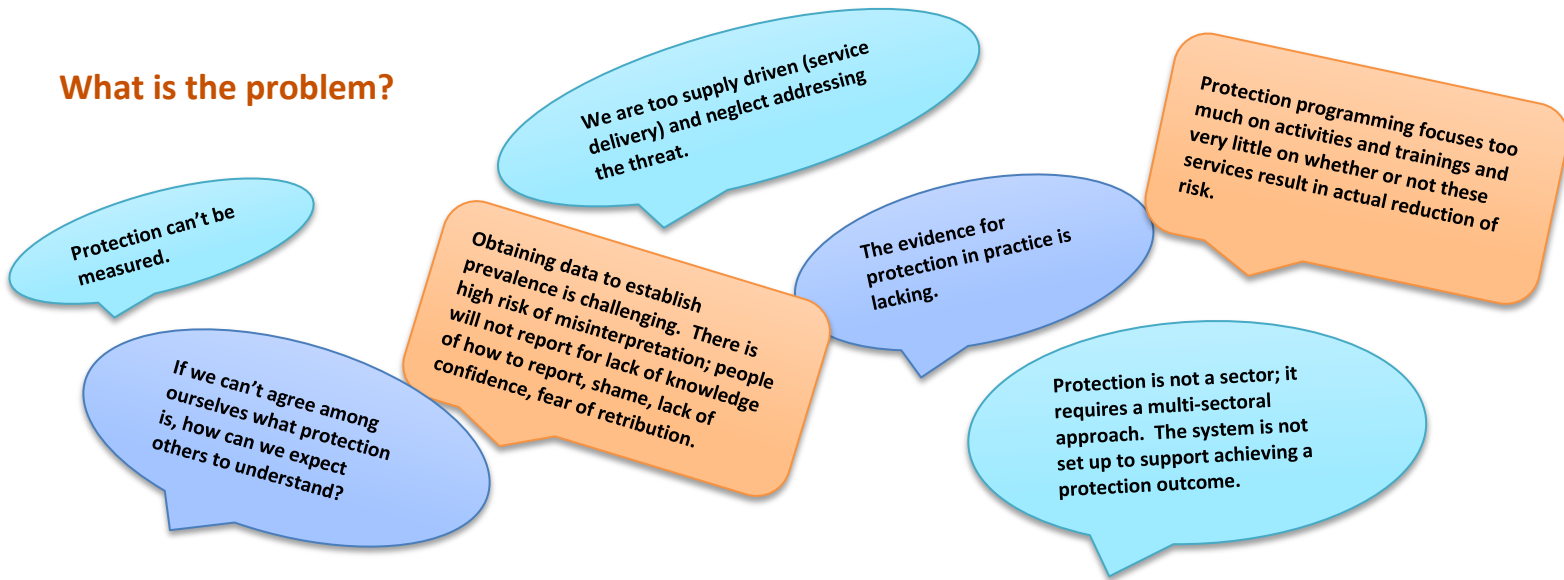 What is the problem?
We are too supply driven (service
delivery) and neglect addressing
the threat.
Protection programming focuses too
much on activities and trainings and
very little on whether or not these
services result in actual reduction of
risk.
Protection can’t be
measured.
Obtaining data to establish
prevalence is challenging.  There is
high risk of misinterpretation; people
will not report for lack of knowledge
of how to report, shame, lack of
confidence, fear of retribution.
The evidence for
protection in practice is
lacking.
If we can’t agree among
ourselves what protection
is, how can we expect
others to understand?
Protection is not a sector; it
requires a multi-sectoral
approach.  The system is not
set up to support achieving a
protection outcome.